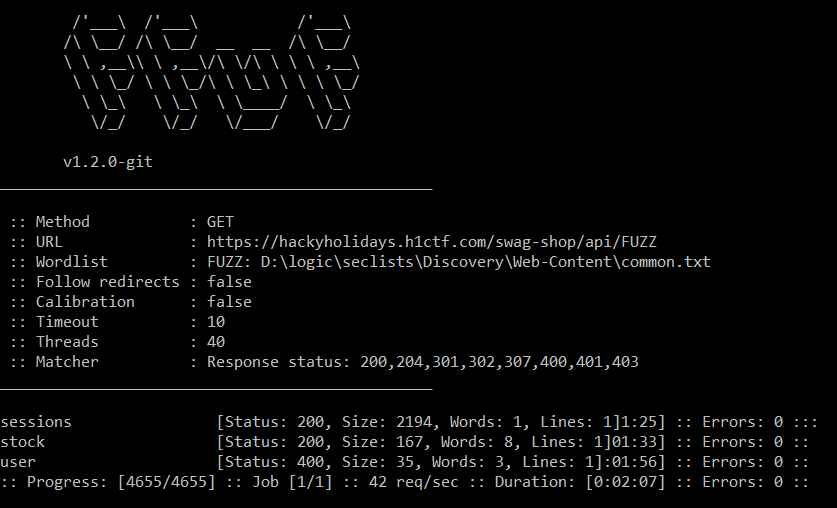 /'___\  /'___\           /'___\
       /\ \__/ /\ \__/  __  __  /\ \__/
       \ \ ,__\\ \ ,__\/\ \/\ \ \ \ ,__\
        \ \ \_/ \ \ \_/\ \ \_\ \ \ \ \_/
         \ \_\   \ \_\  \ \____/  \ \_\
          \/_/    \/_/   \/___/    \/_/
       v1.2.0-git
________________________________________________
 :: Method           : GET
 :: URL              : https://hackyholidays.h1ctf.com/swag-shop/api/FUZZ
 :: Wordlist         : FUZZ: D:\logic\seclists\Discovery\Web-Content\common.txt
 :: Follow redirects : false
 :: Calibration      : false
 :: Timeout          : 10
 :: Threads          : 40
 :: Matcher          : Response status: 200,204,301,302,307,400,401,403
________________________________________________
sessions                [Status: 200, Size: 2194, Words: 1, Lines: 1]1:25] :: Errors: 0 :::
stock                   [Status: 200, Size: 167, Words: 8, Lines: 1]01:33] :: Errors: 0 ::
user                    [Status: 400, Size: 35, Words: 3, Lines: 1]:01:56] :: Errors: 0 ::
:: Progress: [4655/4655] :: Job [1/1] :: 42 req/sec :: Duration: [0:02:07] :: Errors: 0 ::